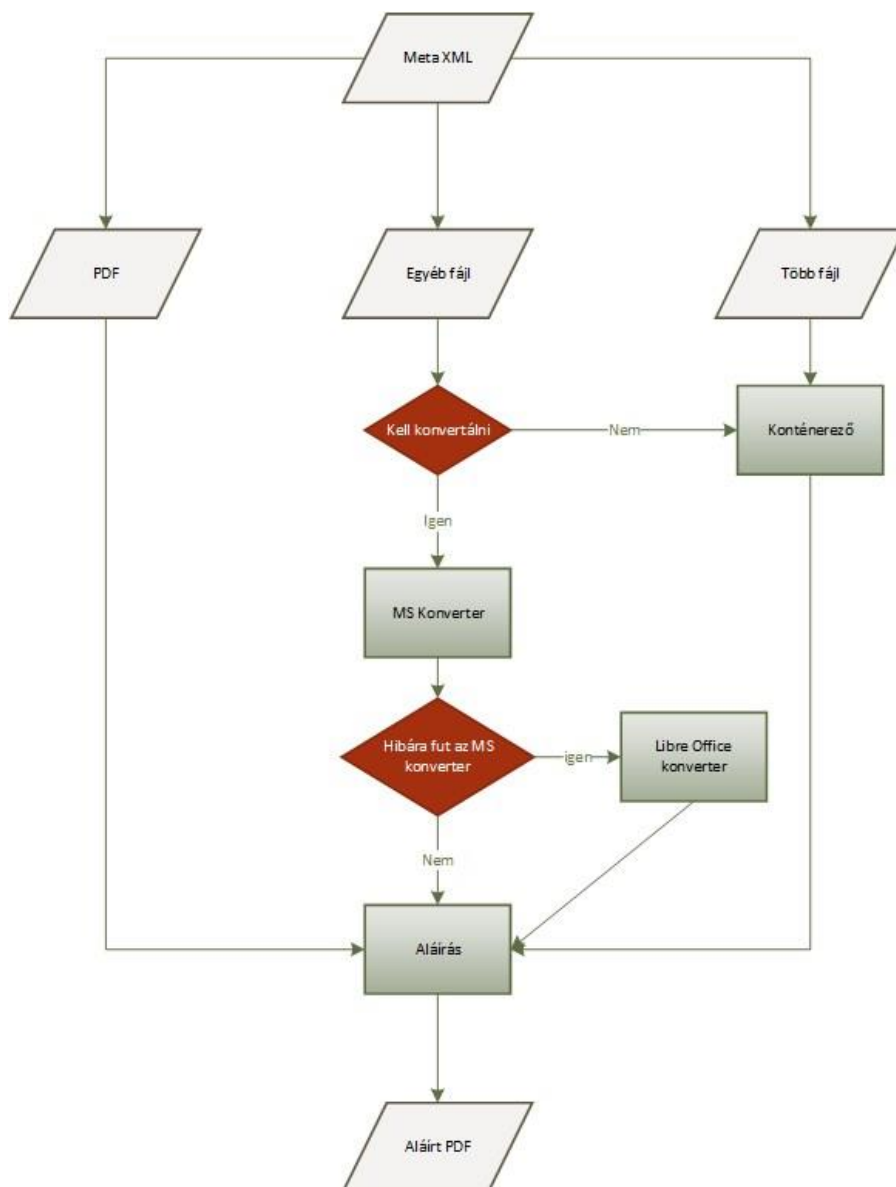 Meta XML
PDF
Egyéb fájl
Több fájl
Kell konvertálni
Nem
Konténerező
Igen
MS Konverter
Hibára fut az MS
konverter
igen
Libre Office
konverter
Nem
Aláírás
Aláírt PDF